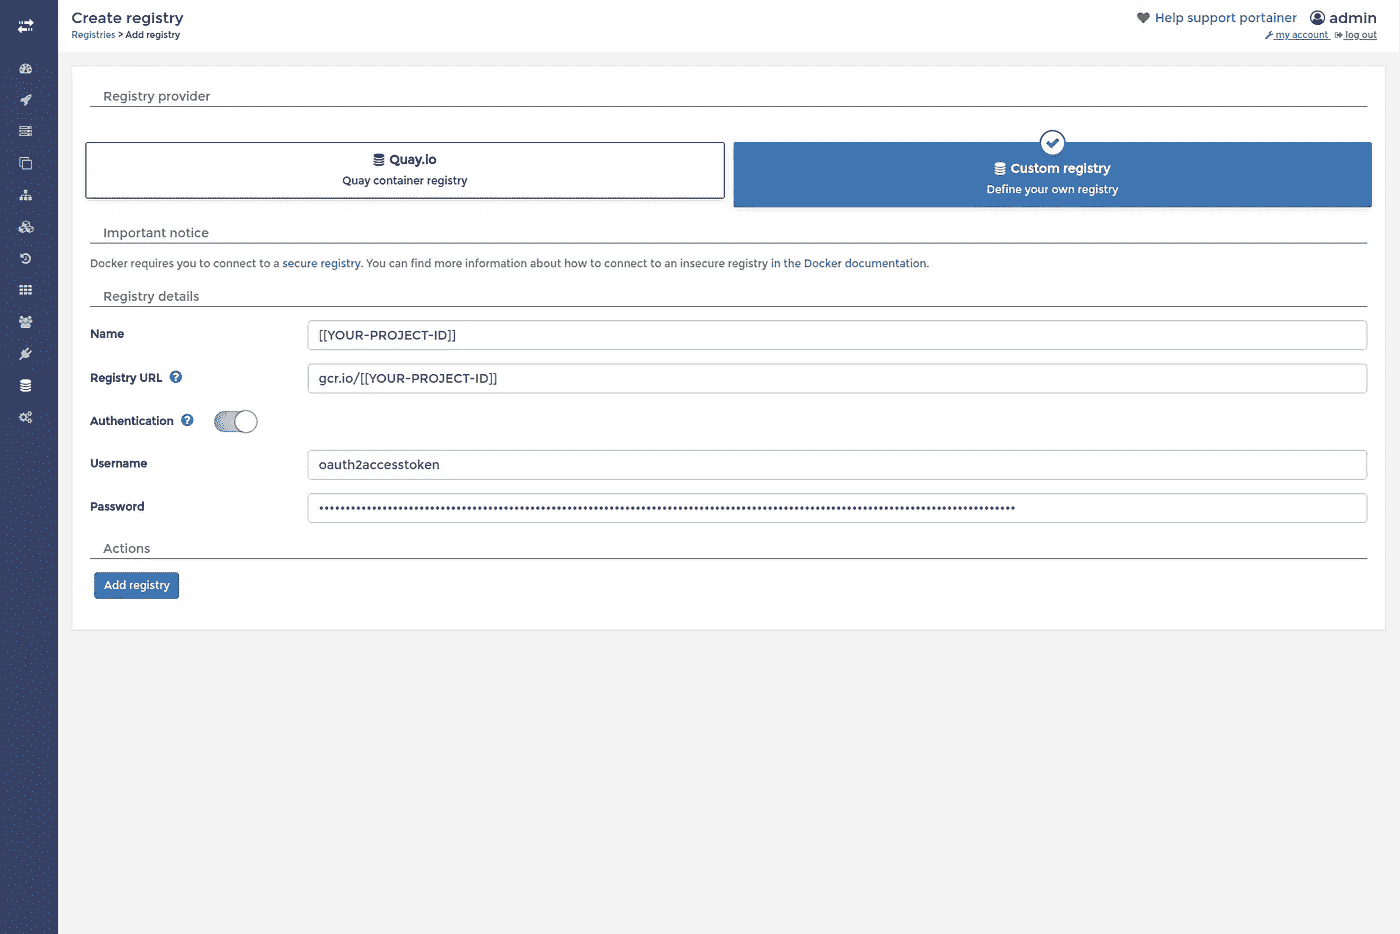 Create registry
Registries > Add registry
Help support portainer
admin
my account
log out
Registry provider
Quay.io
Quay container registry
Custom registry
Define your own registry
Important notice
Docker requires you to connect to a secure registry. You can find more information about how to connect to an insecure registry in the Docker documentation.
Registry details
Name
[[YOUR-PROJECT-ID]]
Registry URL
gcr.io/[[YOUR-PROJECT-ID]]
Authentication
Username
oauth2accesstoken
Password
Actions
Add registry